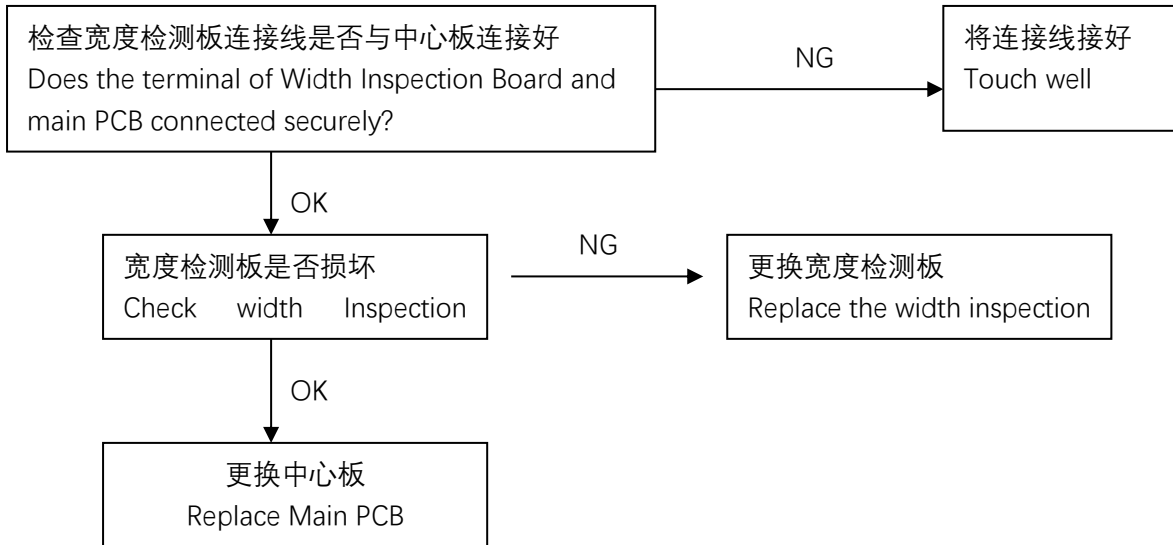 检查宽度检测板连接线是否与中心板连接好
Does the terminal of Width Inspection Board and
main PCB connected securely?
NG
将连接线接好
Touch well
OK
宽度检测板是否损坏
Check width Inspection
NG
更换宽度检测板
Replace the width inspection
OK
更换中心板
Replace Main PCB